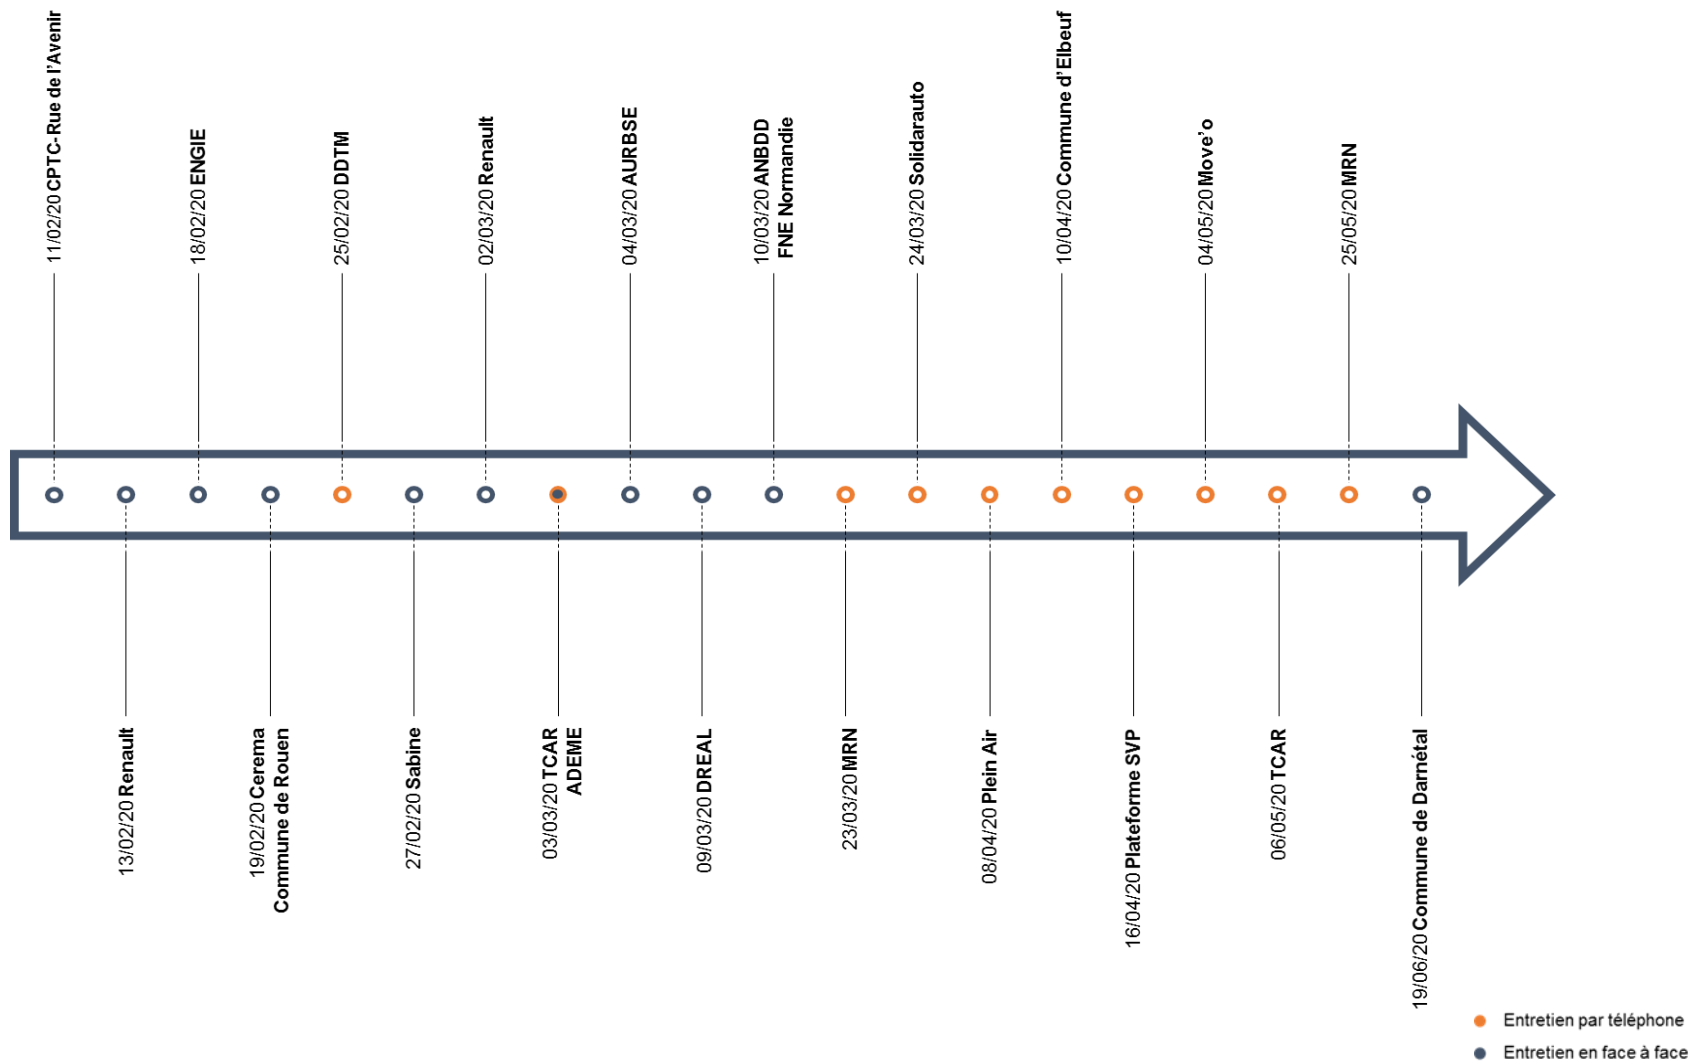 11/02/20 CPTC-Rue de l'Avenir
18/02/20 ENGIE
25/02/20 DDTM
02/03/20 Renault
04/03/20 AURBSE
10/03/20 ANBDD
FNE Normandie
24/03/20 Solidarauto
10/04/20 Commune d'Elbeuf
04/05/20 Move'o
25/05/20 MRN
13/02/20 Renault
19/02/20 Cerema
Commune de Rouen
27/02/20 Sabine
03/03/20 TCAR
ADEME
09/03/20 DREAL
23/03/20 MRN
08/04/20 Plein Air
16/04/20 Plateforme SVP
06/05/20 TCAR
19/06/20 Commune de Darnétal
Entretien par téléphone
Entretien en face à face